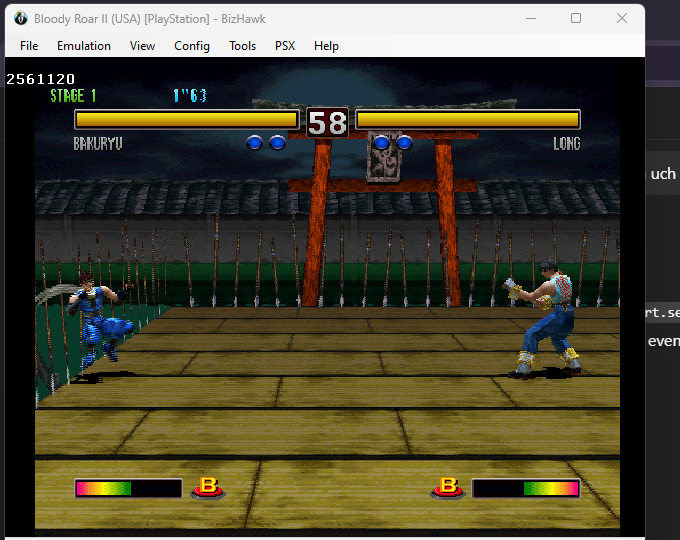 Bloody Roar II (USA) [PlayStation] - BizHawk
File Emulation View Config Tools PSX Help
2561120
STAGE 1 1"63
58
BAKURYU LONG
uch
rt.se
even
B B